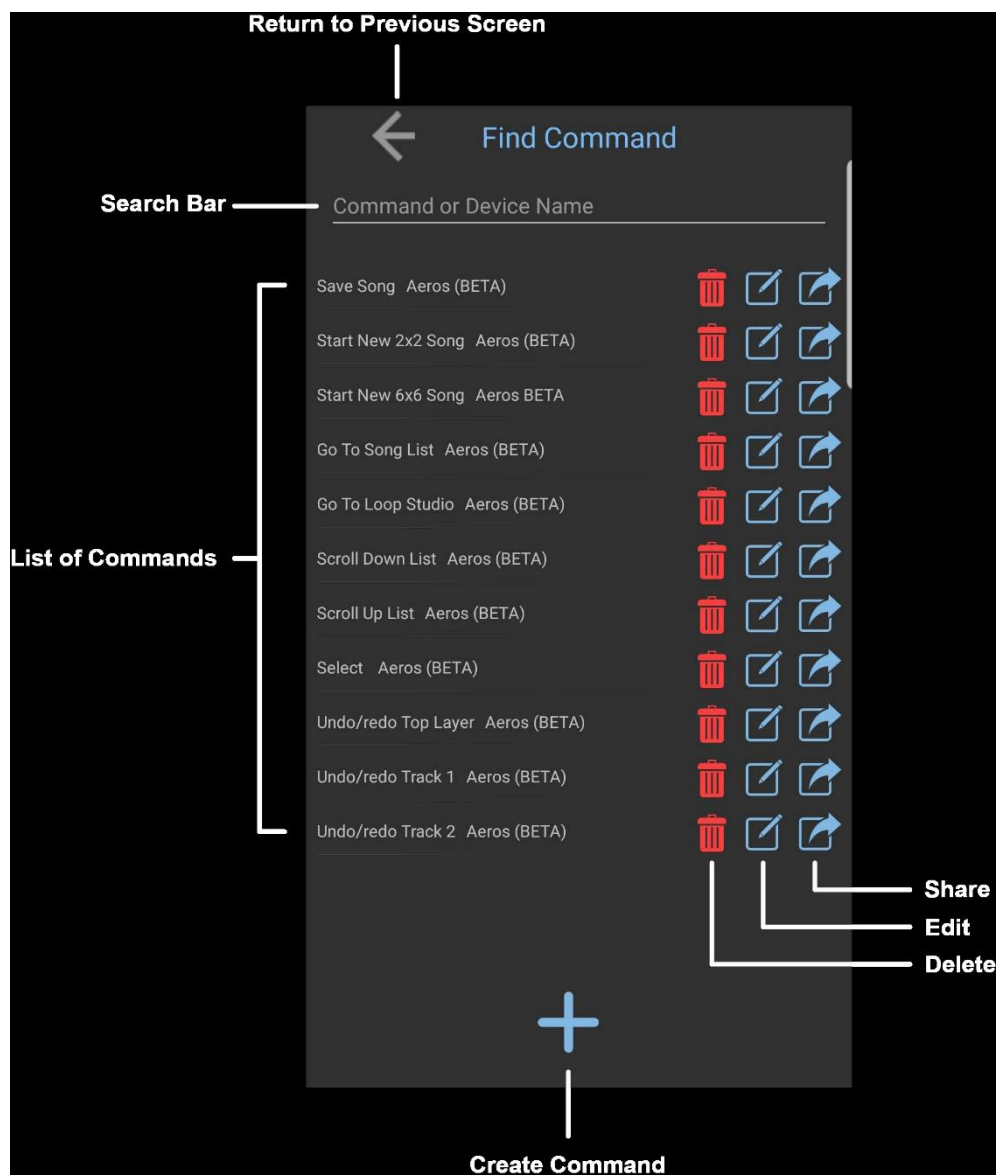 Return to Previous Screen
Find Command
Search Bar
Command or Device Name
Save Song Aeros (BETA)
Start New 2x2 Song Aeros (BETA)
Start New 6x6 Song Aeros BETA
Go To Song List Aeros (BETA)
Go To Loop Studio Aeros (BETA)
List of Commands
Scroll Down List Aeros (BETA)
Scroll Up List Aeros (BETA)
Select Aeros (BETA)
Undo/redo Top Layer Aeros (BETA)
Undo/redo Track 1 Aeros (BETA)
Undo/redo Track 2 Aeros (BETA)
Share
Edit
Delete
Create Command